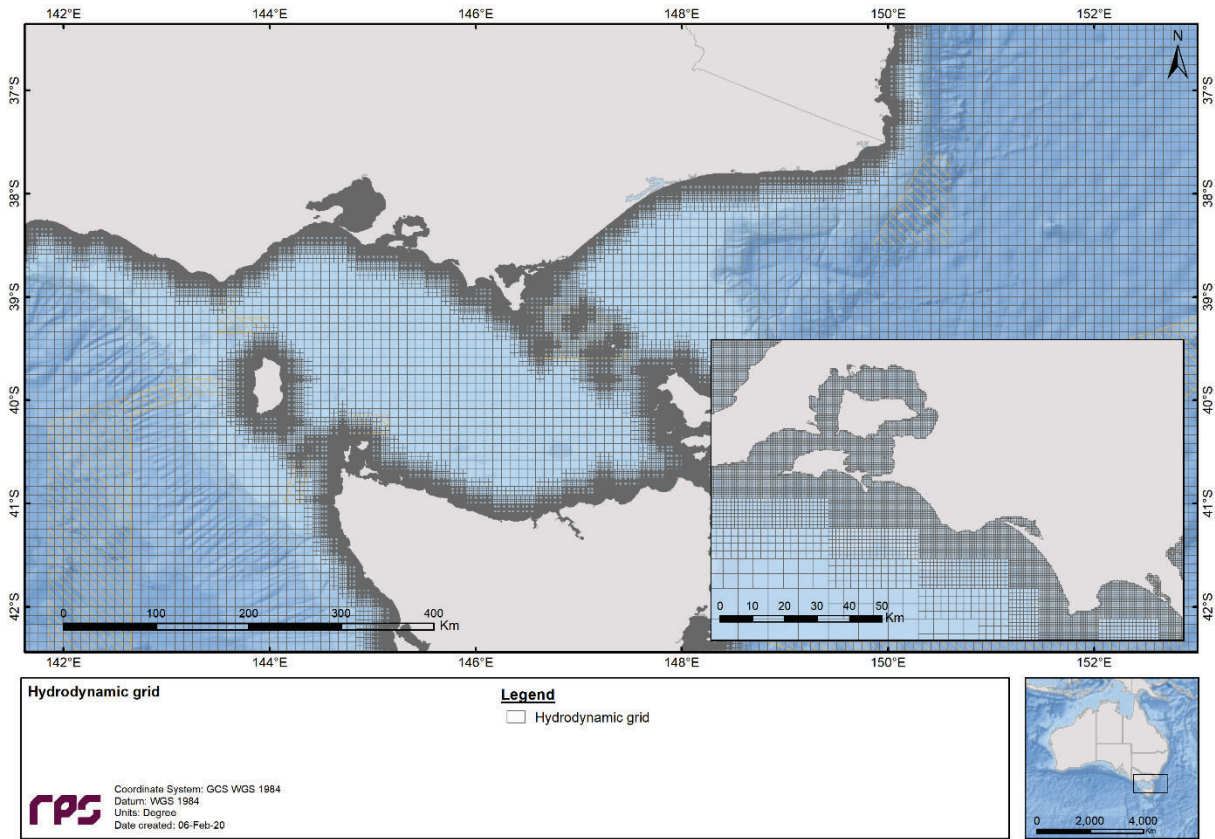 142°E 144°E 146°E 148°E 150°E 152°E
N
37°S 37°S
38°S 38°S
39°S 39°S
40°S 40°S
41°S 41°S
42°S 42°S
0 100 200 300 400
Km
0 10 20 30 40 50
Km
142°E 144°E 146°E 148°E 150°E 152°E
Hydrodynamic grid
Legend
Hydrodynamic grid
rps
Coordinate System: GCS WGS 1984
Datum: WGS 1984
Units: Degree
Date created: 06-Feb-20
0 2,000 4,000
Km